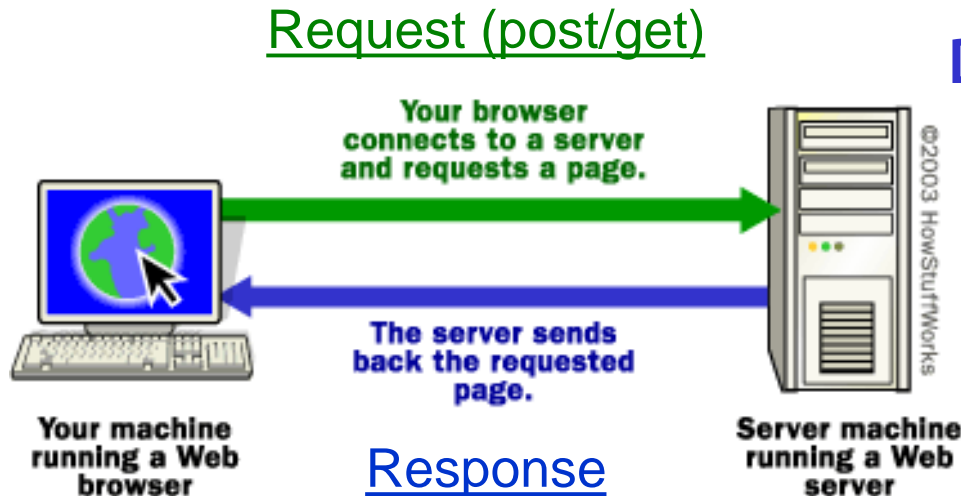 Request (post/get)
Your browser
connects to a server
and requests a page.
©2003 HowStuffWorks
The server sends
back the requested
page.
Your machine
running a Web
browser
Response
Server machine
running a Web
server